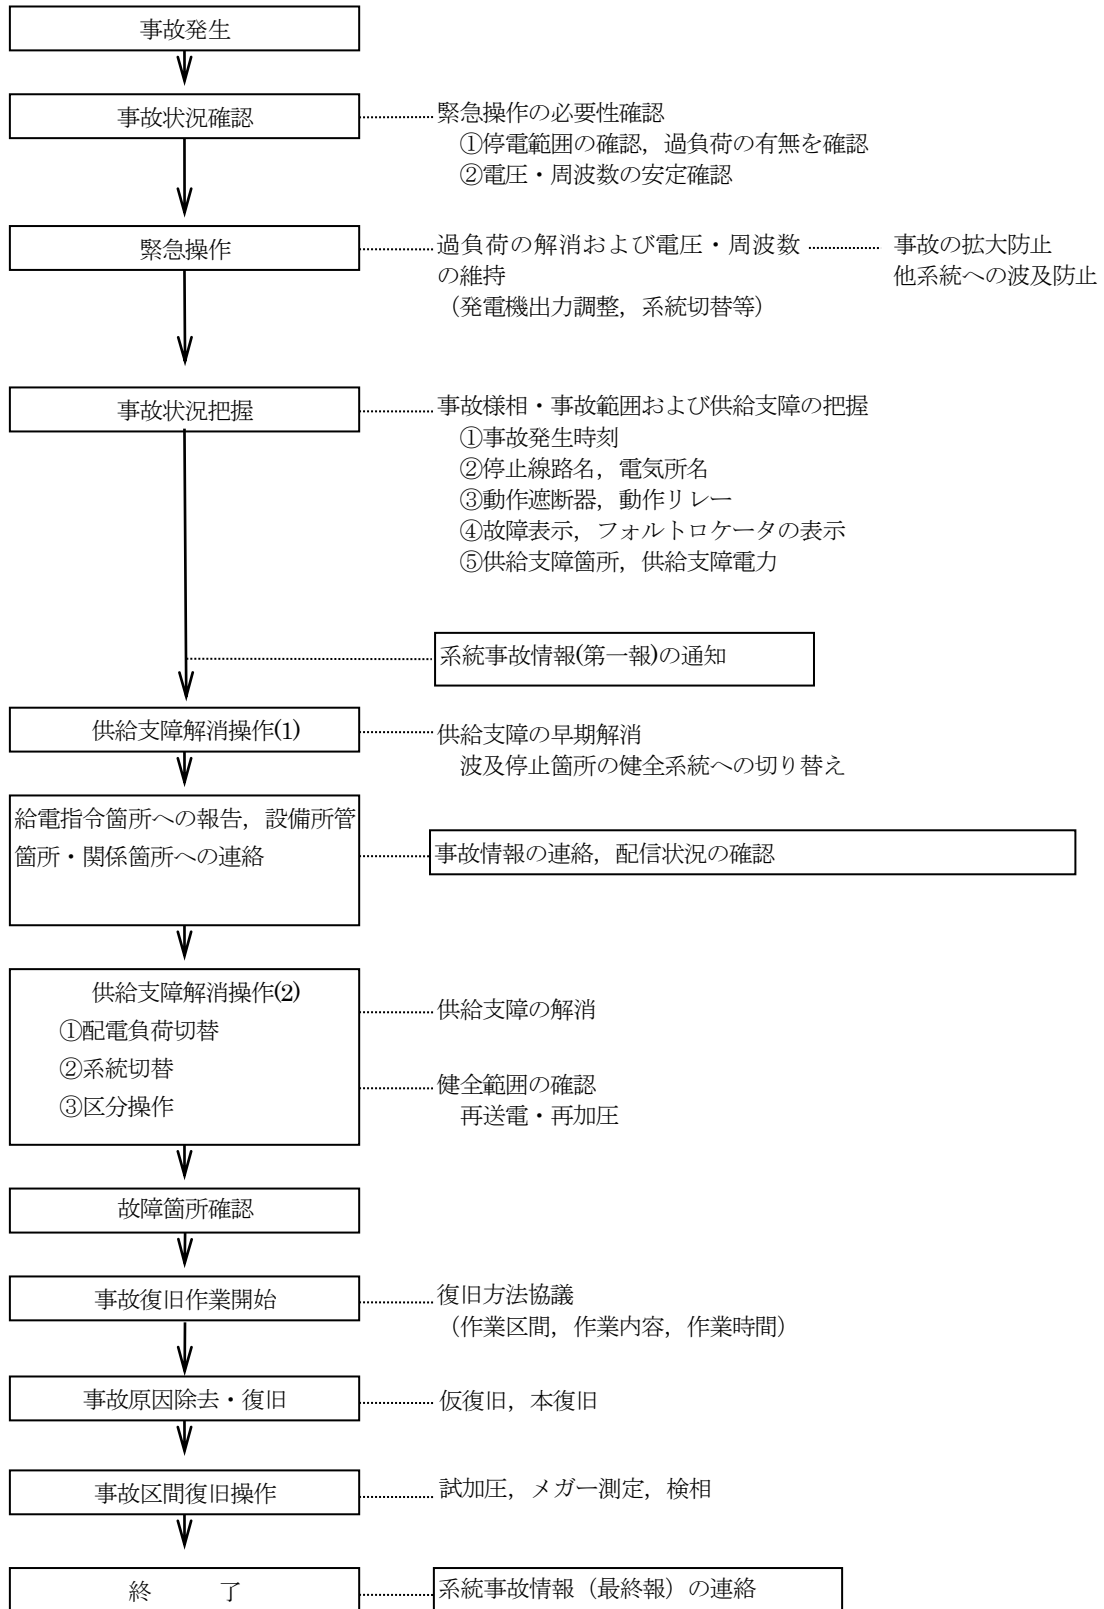 事故発生
事故状況確認
緊急操作の必要性確認
①停電範囲の確認，過負荷の有無を確認
②電圧・周波数の安定確認
緊急操作
過負荷の解消および電圧・周波数
の維持
（発電機出力調整，系統切替等）
事故の拡大防止
他系統への波及防止
事故状況把握
事故様相・事故範囲および供給支障の把握
①事故発生時刻
②停止線路名，電気所名
③動作遮断器，動作リレー
④故障表示，フォルトロケータの表示
⑤供給支障箇所，供給支障電力
系統事故情報(第一報)の通知
供給支障解消操作(1)
供給支障の早期解消
波及停止箇所の健全系統への切り替え
給電指令箇所への報告，設備所管
箇所・関係箇所への連絡
事故情報の連絡，配信状況の確認
供給支障解消操作(2)
①配電負荷切替
②系統切替
③区分操作
供給支障の解消
健全範囲の確認
再送電・再加圧
故障箇所確認
事故復旧作業開始
復旧方法協議
（作業区間，作業内容，作業時間）
事故原因除去・復旧
仮復旧，本復旧
事故区間復旧操作
試加圧，メガー測定，検相
終　　　了
系統事故情報（最終報）の連絡